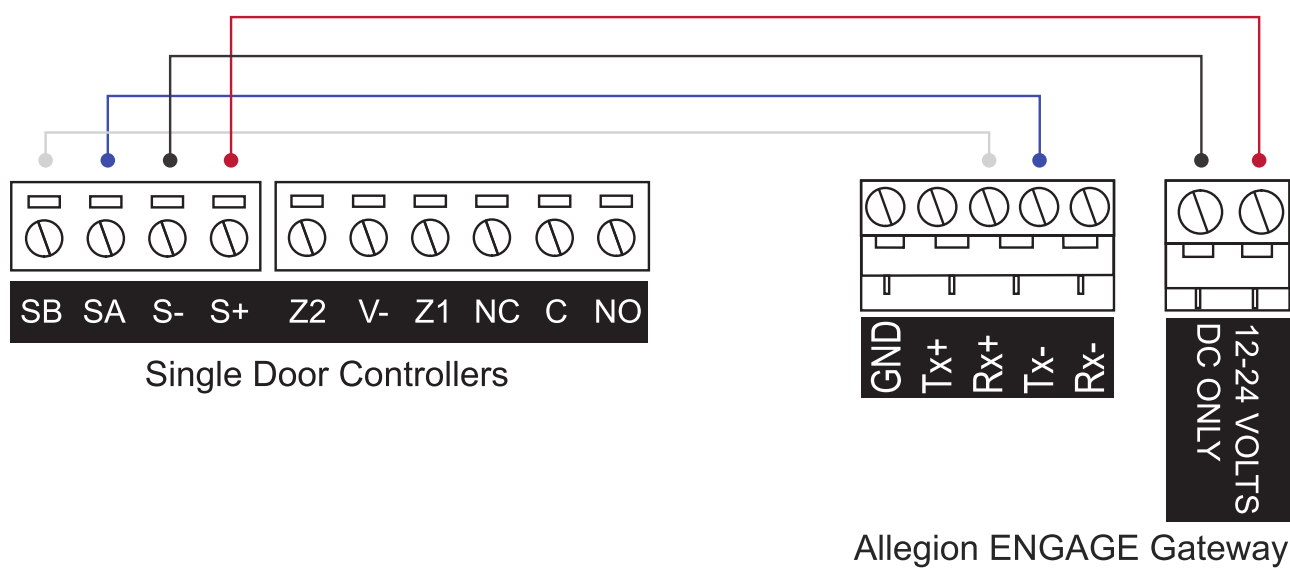 SB SA S- S+ Z2 V- Z1 NC C NO
Single Door Controllers
GND
Tx+
Rx+
Tx-
Rx-
12-24 VOLTS
DC ONLY
Allegion ENGAGE Gateway